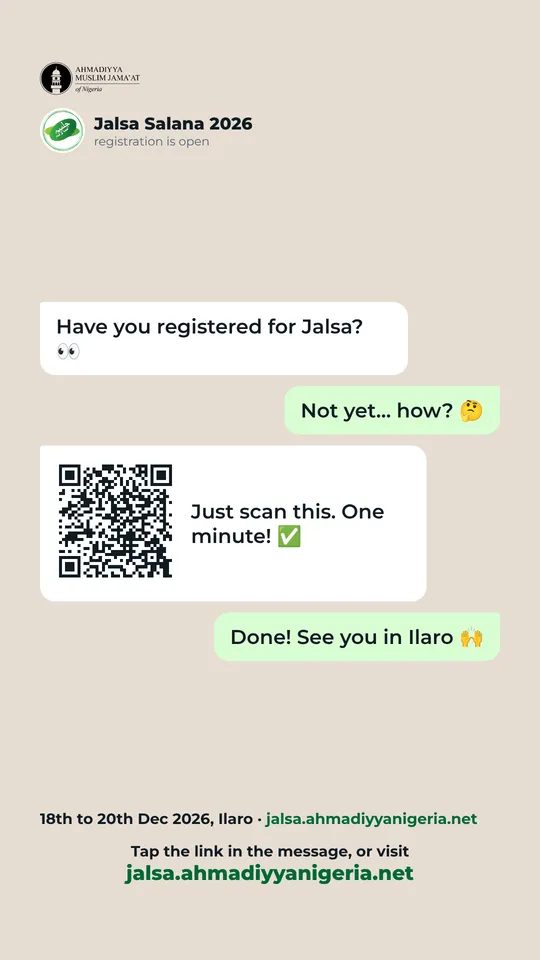 AHMADIYYA
MUSLIM JAMA'AT
of Nigeria
Jalsa Salana 2026
registration is open
Have you registered for Jalsa?
👀
Not yet... how? 🤔
Just scan this. One
minute! ✅
Done! See you in Ilaro 🙌
18th to 20th Dec 2026, Ilaro · jalsa.ahmadiyyanigeria.net
Tap the link in the message, or visit
jalsa.ahmadiyyanigeria.net